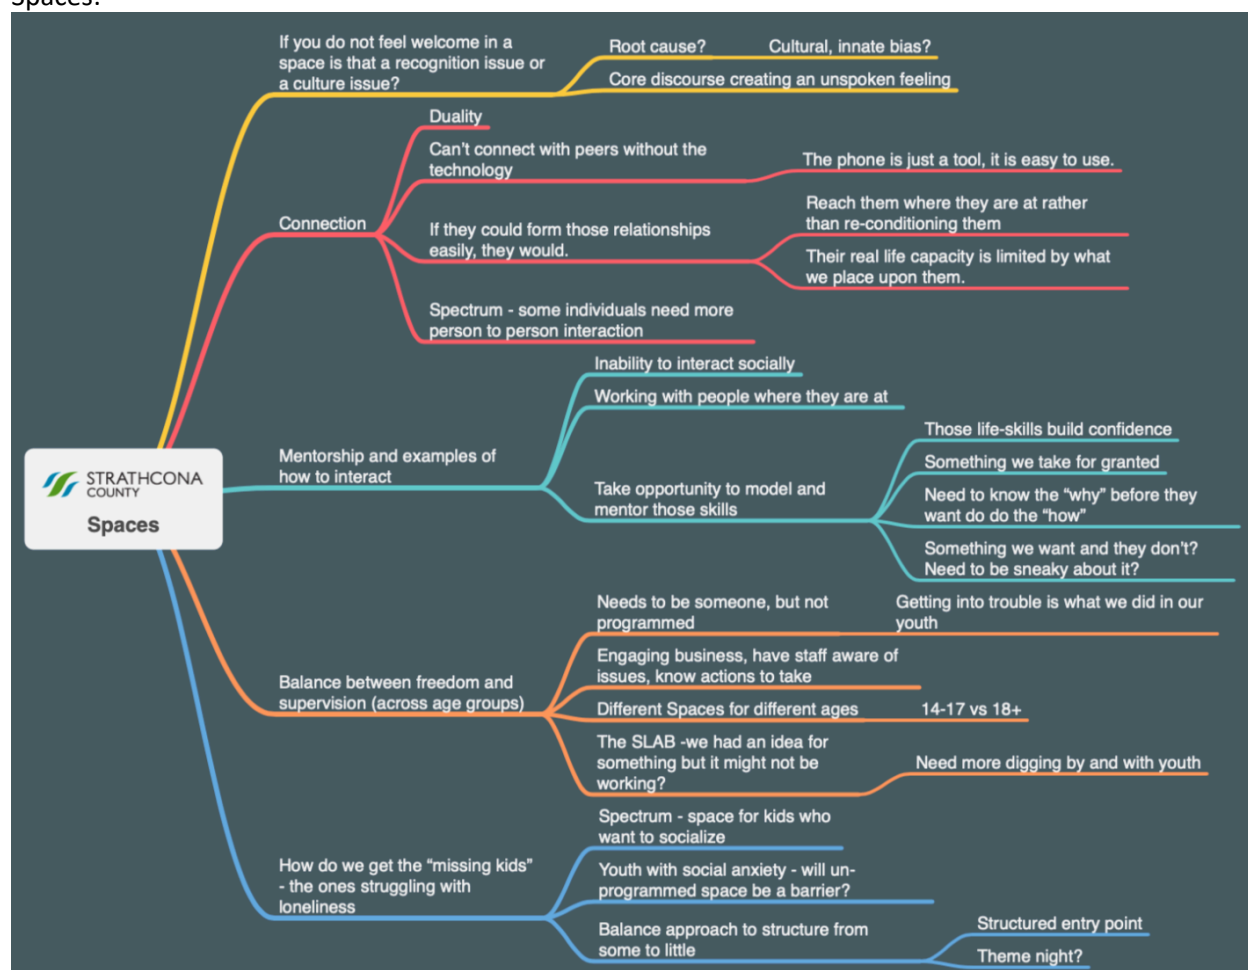 Spaces:
If you do not feel welcome in a
space is that a recognition issue or
a culture issue?
Root cause?
Cultural, innate bias?
Core discourse creating an unspoken feeling
Connection
Duality
Can't connect with peers without the
technology
The phone is just a tool, it is easy to use.
If they could form those relationships
easily, they would.
Reach them where they are at rather
than re-conditioning them
Their real life capacity is limited by what
we place upon them.
Spectrum - some individuals need more
person to person interaction
STRATHCONA
COUNTY
Spaces
Mentorship and examples of
how to interact
Inability to interact socially
Working with people where they are at
Take opportunity to model and
mentor those skills
Those life-skills build confidence
Something we take for granted
Need to know the “why” before they
want do do the “how”
Something we want and they don't?
Need to be sneaky about it?
Balance between freedom and
supervision (across age groups)
Needs to be someone, but not
programmed
Getting into trouble is what we did in our
youth
Engaging business, have staff aware of
issues, know actions to take
Different Spaces for different ages
14-17 vs 18+
The SLAB -we had an idea for
something but it might not be
working?
Need more digging by and with youth
How do we get the “missing kids”
- the ones struggling with
loneliness
Spectrum - space for kids who
want to socialize
Youth with social anxiety - will un-
programmed space be a barrier?
Balance approach to structure from
some to little
Structured entry point
Theme night?